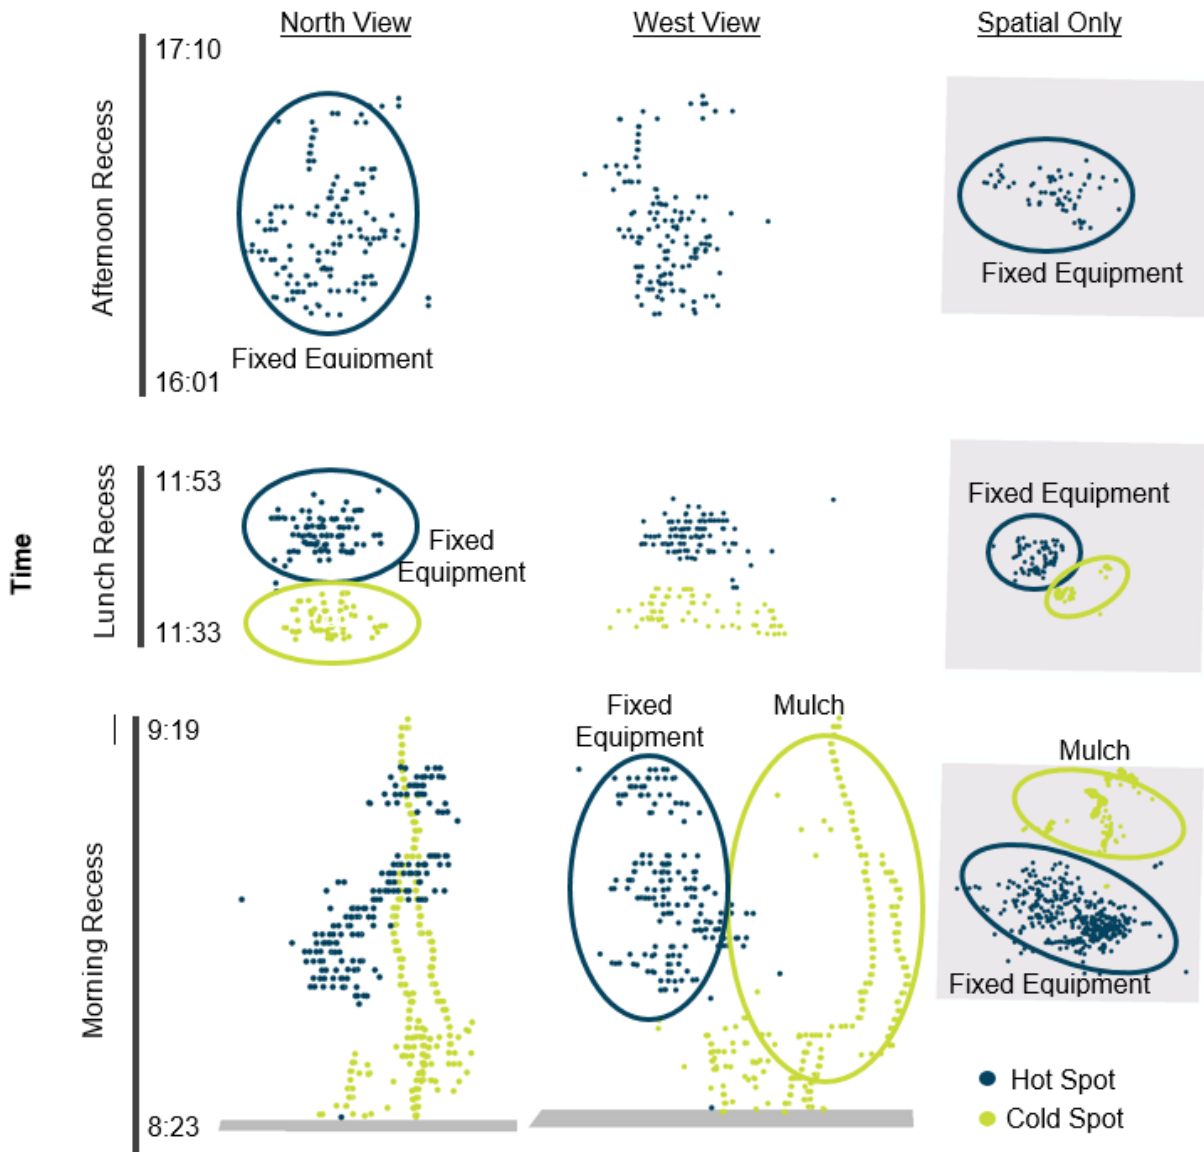 North View
West View
Spatial Only
17:10
Afternoon Recess
Fixed Equipment
Fixed Equipment
16:01
Time
Lunch Recess
11:53
Fixed
Equipment
Fixed Equipment
11:33
Morning Recess
9:19
Fixed
Equipment
Mulch
Mulch
Fixed Equipment
8:23
Hot Spot
Cold Spot